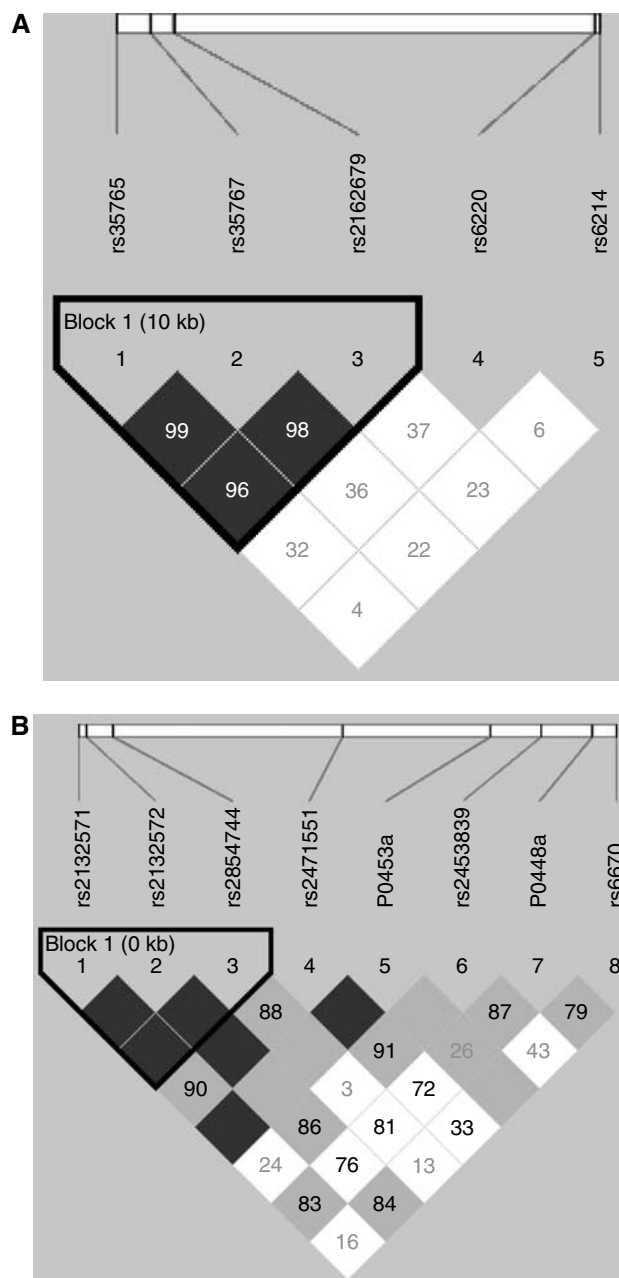 A
rs35765
rs35767
rs2162679
rs6220
rs6214
Block 1 (10 kb)
1 2 3 4 5
99 98 37 6
96 36 23
32 22
4
B
rs2132571
rs2132572
rs2854744
rs2471551
P0453a
rs2453839
P0448a
rs6670
Block 1 (0 kb)
1 2 3 4 5 6 7 8
88 87 79
91 26 43
90 3 72
86 81 33
24 76 13
83 84
16